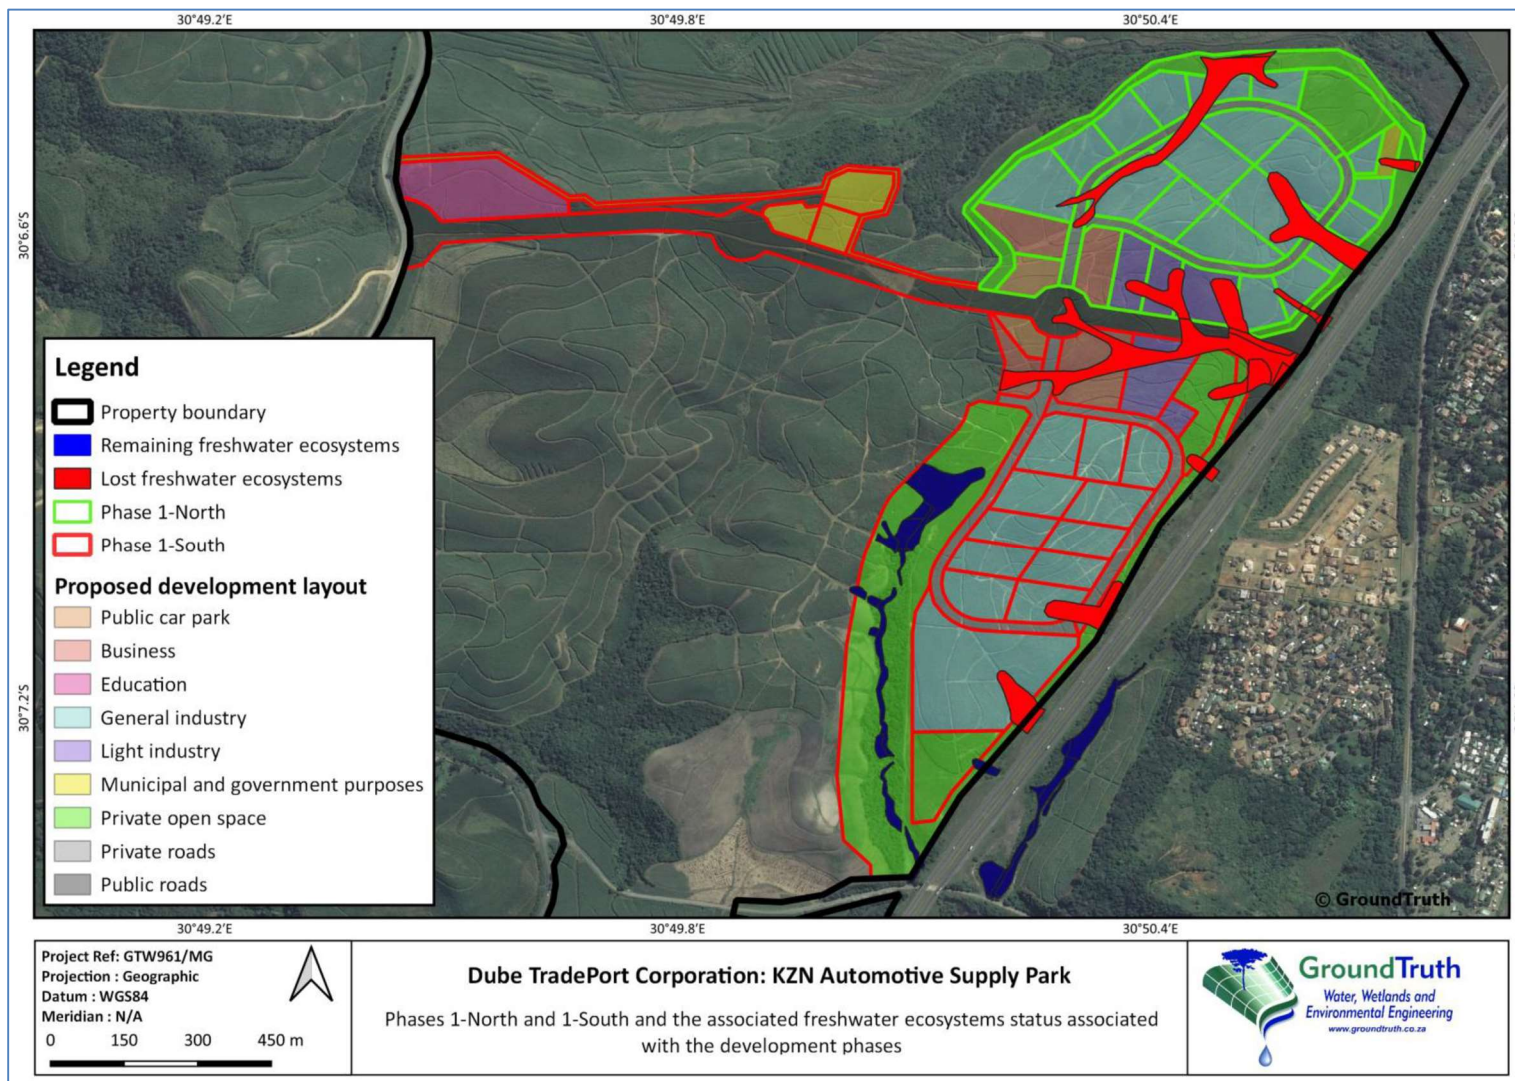 30°49.2'E
30°49.8'E
30°50.4'E
30°6.6'S
30°7.2'S
Legend
Property boundary
Remaining freshwater ecosystems
Lost freshwater ecosystems
Phase 1-North
Phase 1-South
Proposed development layout
Public car park
Business
Education
General industry
Light industry
Municipal and government purposes
Private open space
Private roads
Public roads
© GroundTruth
30°49.2'E
30°49.8'E
30°50.4'E
Project Ref: GTW961/MG
Projection : Geographic
Datum : WGS84
Meridian : N/A
0 150 300 450 m
Dube TradePort Corporation: KZN Automotive Supply Park
Phases 1-North and 1-South and the associated freshwater ecosystems status associated
with the development phases
GroundTruth
Water, Wetlands and
Environmental Engineering
www.groundtruth.co.za